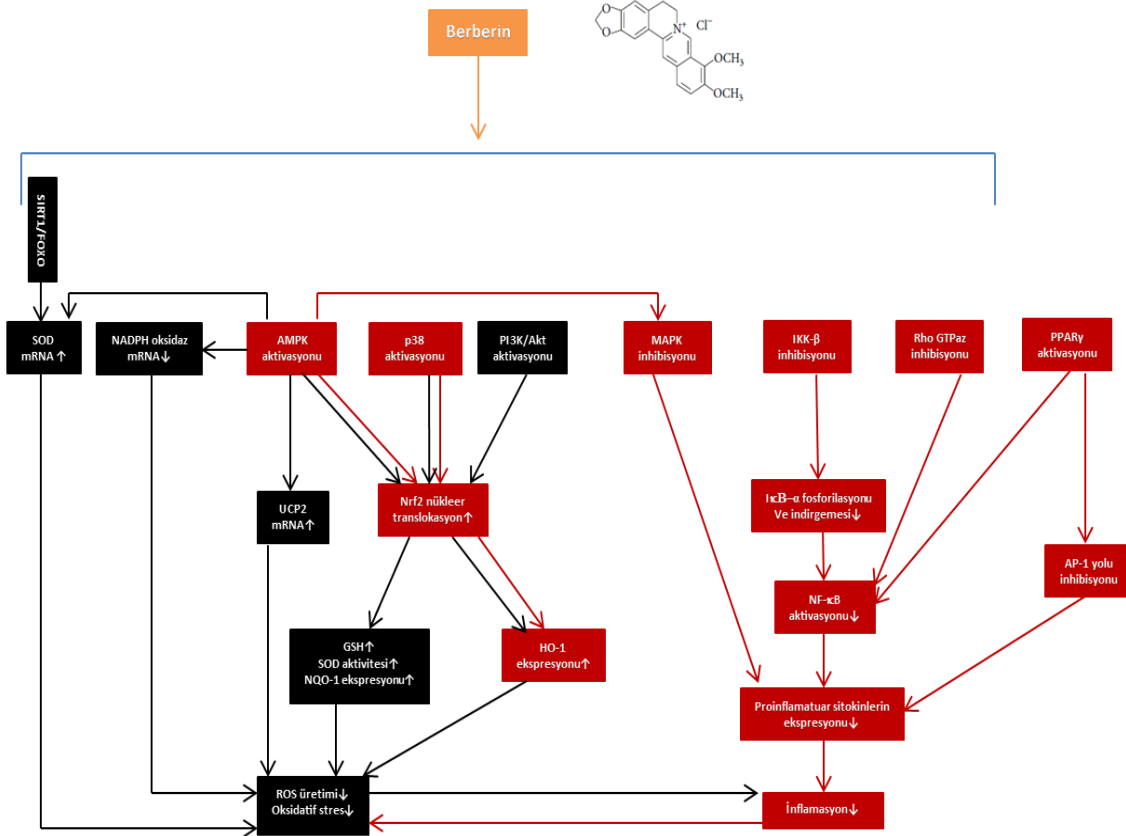 Berberin
N⁺
Cl⁻
OCH₃
OCH₃
SIRT1/FOXO
SOD
mRNA ↑
NADPH oksidaz
mRNA↓
AMPK
aktivasyonu
p38
aktivasyonu
PI3K/Akt
aktivasyonu
MAPK
inhibisyonu
IKK-β
inhibisyonu
Rho GTPaz
inhibisyonu
PPARγ
aktivasyonu
UCP2
mRNA↑
Nrf2 nükleer
translokasyon↑
IκB–α fosforilasyonu
Ve indirgemesi↓
AP-1 yolu
inhibisyonu
NF-κB
aktivasyonu↓
GSH↑
SOD aktivitesi↑
NQO-1 ekspresyonu↑
HO-1
ekspresyonu↑
Proinflamatuar sitokinlerin
ekspresyonu↓
ROS üretimi↓
Oksidatif stres↓
İnflamasyon↓